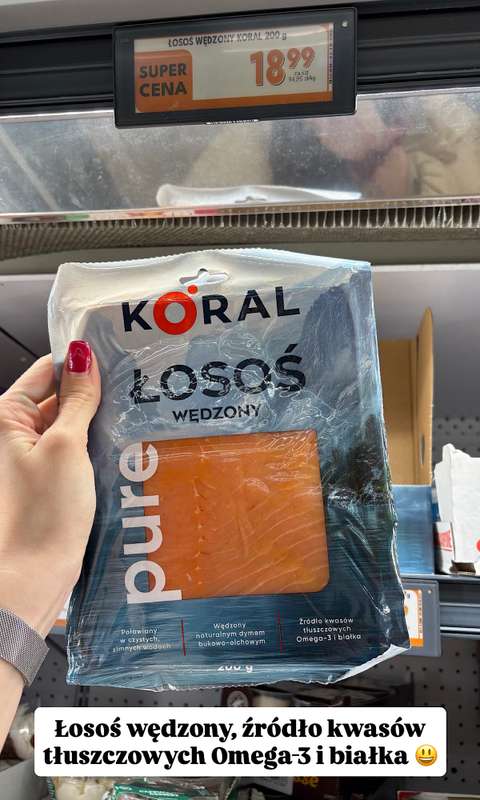 ŁOSOŚ WĘDZONY KORAL 200 g
SUPER
CENA
18 99
KORAL
ŁOSOŚ
WĘDZONY
pure
Poławiany
w czystych
zimnych wodach
Wędzony
naturalnym dymem
bukowo-olchowym
Źródło kwasów
tłuszczowych
Omega-3 i białka
200 g
Łosoś wędzony, źródło kwasów
tłuszczowych Omega-3 i białka 😃